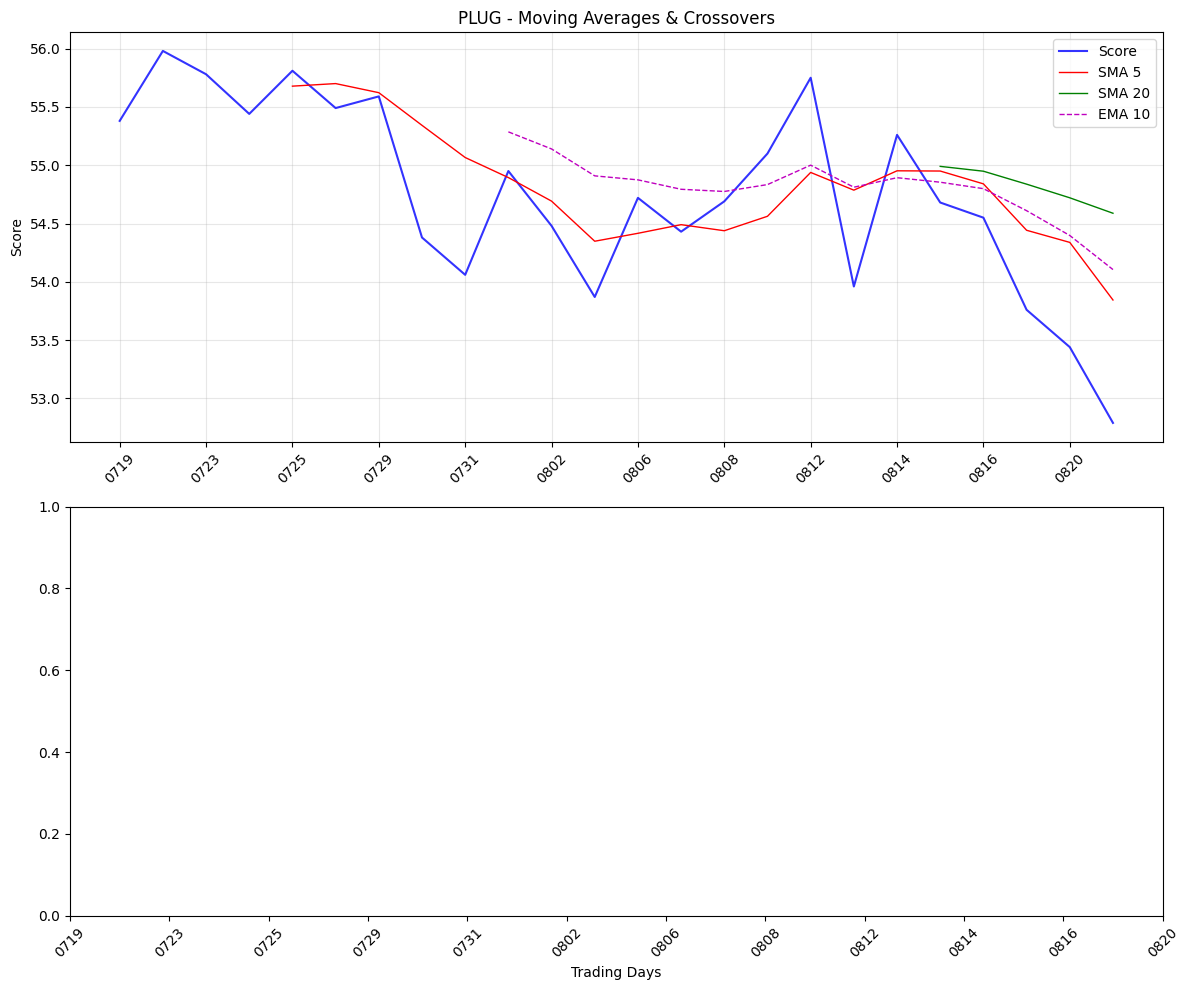 PLUG - Moving Averages & Crossovers
Score
56.0
55.5
55.0
54.5
54.0
53.5
53.0
Score
SMA 5
SMA 20
EMA 10
0719 0723 0725 0729 0731 0802 0806 0808 0812 0814 0816 0820
1.0
0.8
0.6
0.4
0.2
0.0
0719 0723 0725 0729 0731 0802 0806 0808 0812 0814 0816 0820
Trading Days